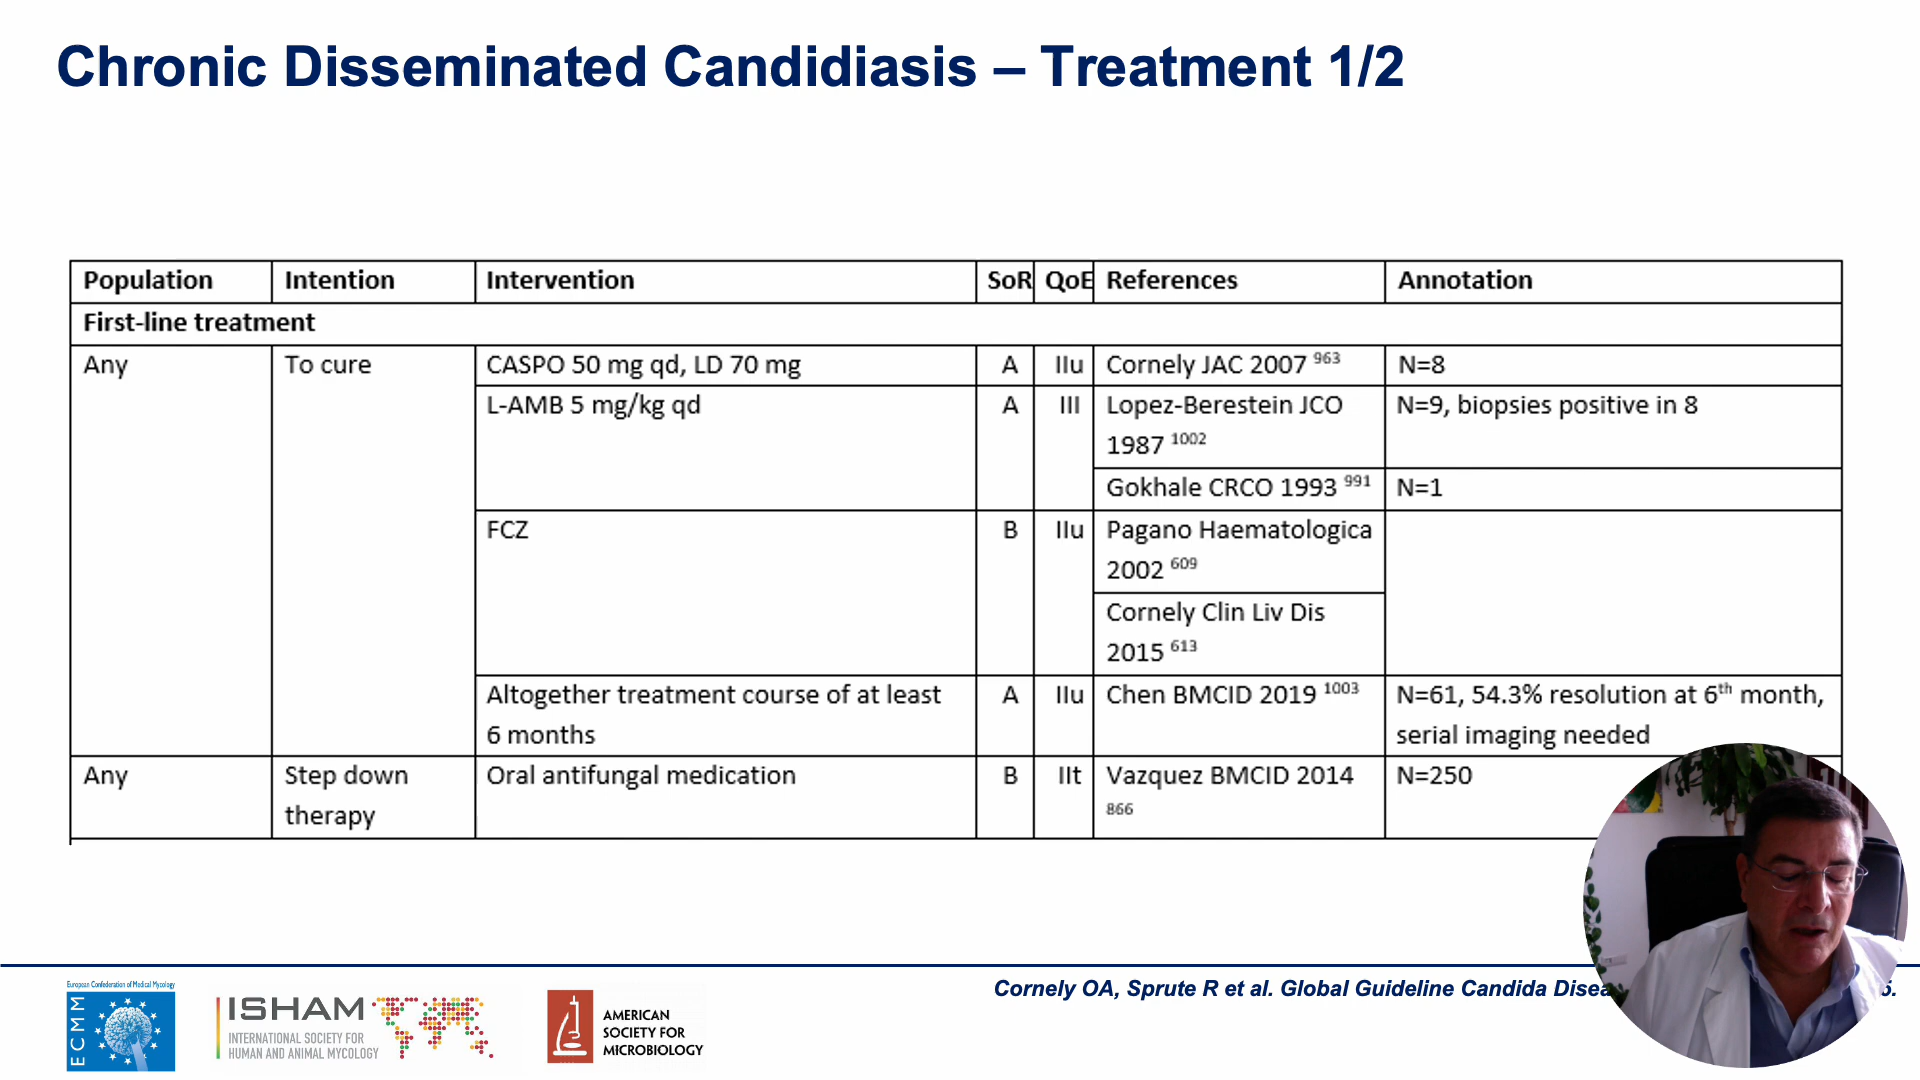 Chronic Disseminated Candidiasis – Treatment 1/2
Population Intention Intervention SoR QoE References Annotation
First-line treatment
Any To cure CASPO 50 mg qd, LD 70 mg A IIu Cornely JAC 2007 963 N=8
L-AMB 5 mg/kg qd A III Lopez-Berestein JCO N=9, biopsies positive in 8
1987 1002
Gokhale CRCO 1993 991 N=1
FCZ B IIu Pagano Haematologica
2002 609
Cornely Clin Liv Dis
2015 613
Altogether treatment course of at least A IIu Chen BMCID 2019 1003 N=61, 54.3% resolution at 6th month,
6 months serial imaging needed
Any Step down Oral antifungal medication B IIt Vazquez BMCID 2014 N=250
therapy 866
Cornely OA, Sprute R et al. Global Guideline Candida
European Confederation of Medical Mycology
ECMM
ISHAM
INTERNATIONAL SOCIETY FOR
HUMAN AND ANIMAL MYCOLOGY
AMERICAN
SOCIETY FOR
MICROBIOLOGY